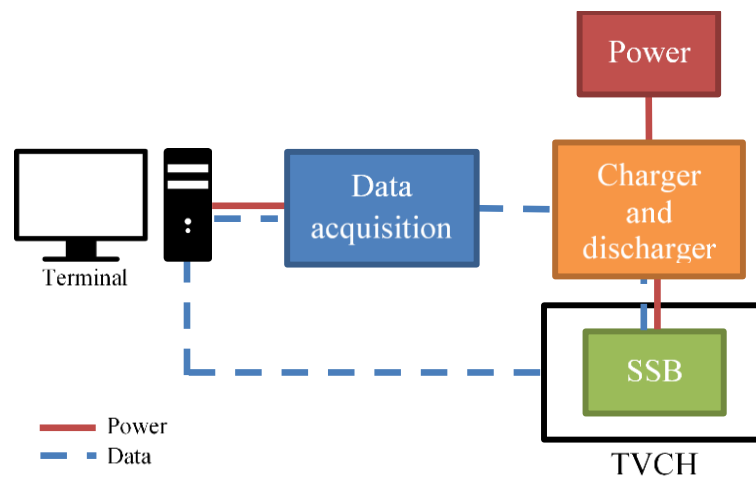 Power
Data
acquisition
Charger
and
discharger
Terminal
SSB
Power
Data
TVCH